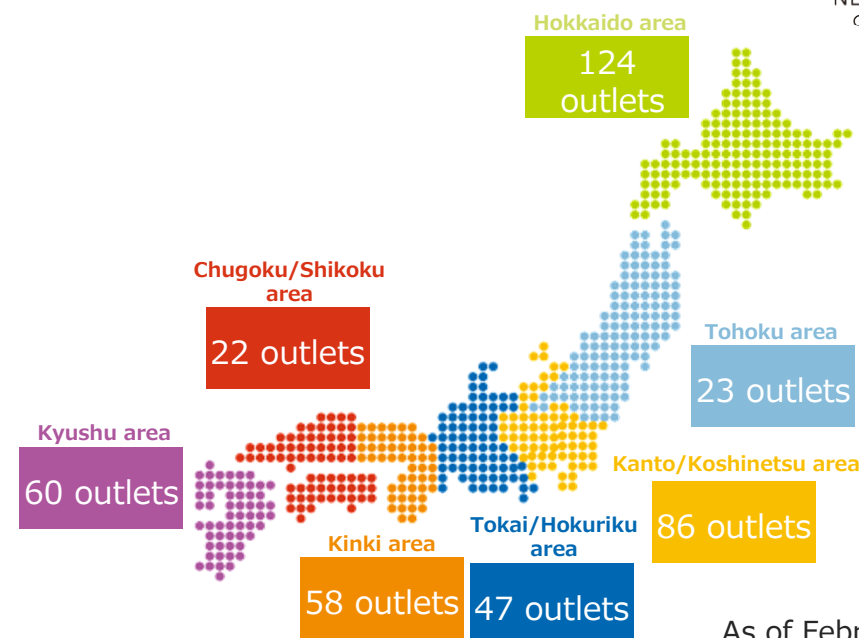 Hokkaido area
124
outlets
Chugoku/Shikoku
area
22 outlets
Tohoku area
23 outlets
Kyushu area
60 outlets
Kanto/Koshinetsu area
86 outlets
Tokai/Hokuriku
area
47 outlets
Kinki area
58 outlets
As of